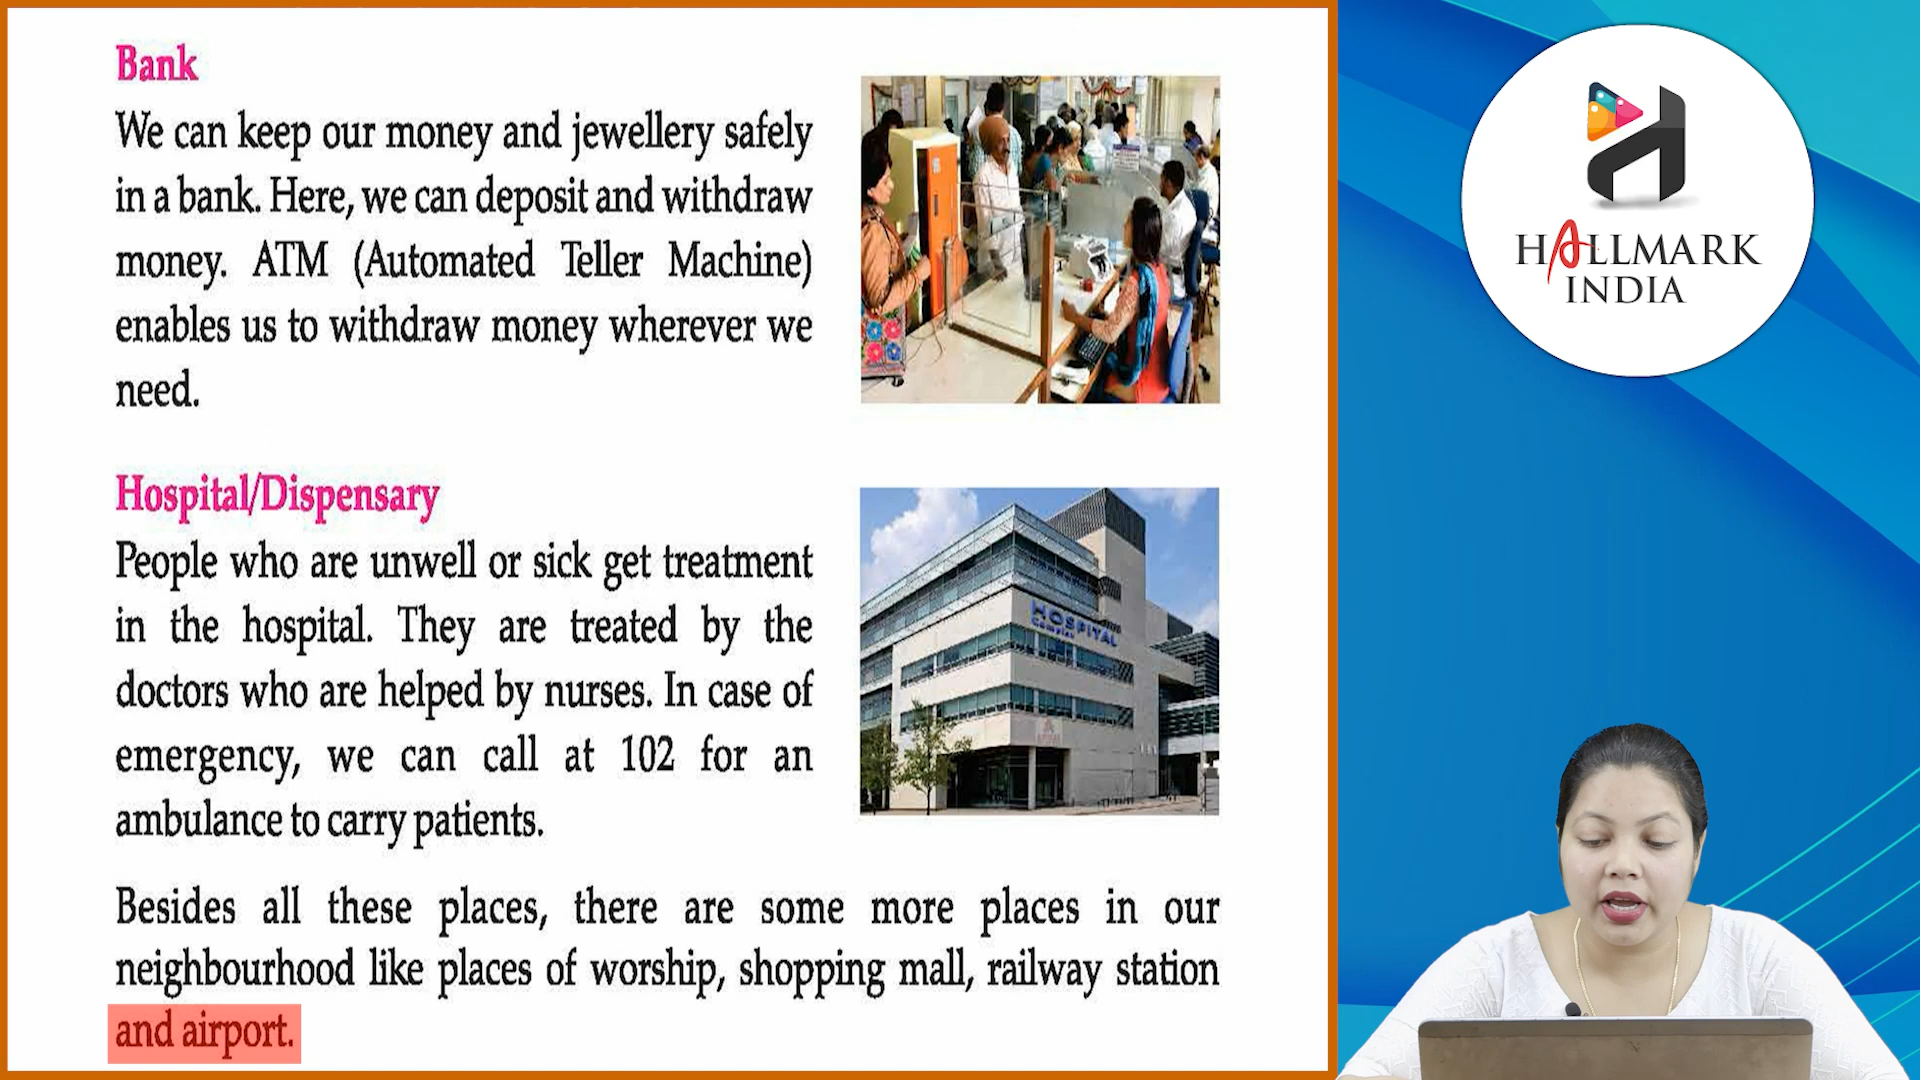 Bank
We can keep our money and jewellery safely
in a bank. Here, we can deposit and withdraw
money. ATM (Automated Teller Machine)
enables us to withdraw money wherever we
need.
Hospital/Dispensary
People who are unwell or sick get treatment
in the hospital. They are treated by the
doctors who are helped by nurses. In case of
emergency, we can call at 102 for an
ambulance to carry patients.
HOSPITAL
Besides all these places, there are some more places in our
neighbourhood like places of worship, shopping mall, railway station
and airport.
HALLMARK
INDIA